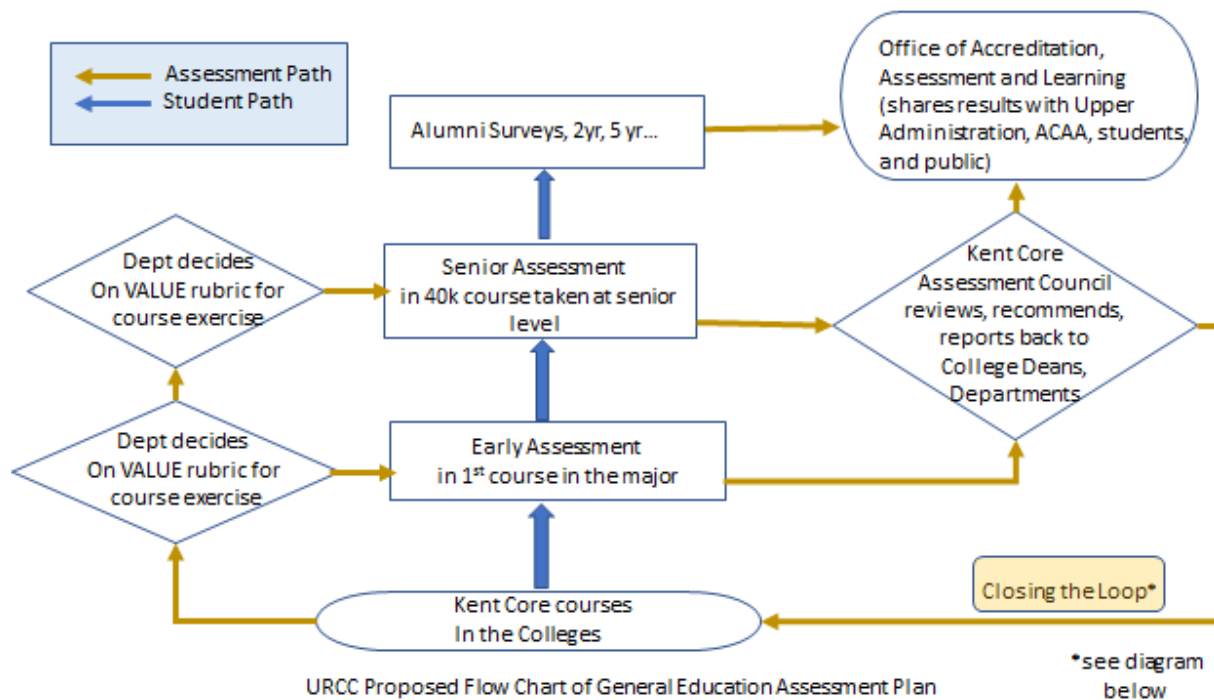 Assessment Path
Student Path
Office of Accreditation,
Assessment and Learning
(shares results with Upper
Administration, ACAA, students,
and public)
Alumni Surveys, 2yr, 5 yr...
Dept decides
On VALUE rubric for
course exercise
Senior Assessment
in 40k course taken at senior
level
Kent Core
Assessment Council
reviews, recommends,
reports back to
College Deans,
Departments
Dept decides
On VALUE rubric for
course exercise
Early Assessment
in 1st course in the major
Closing the Loop*
Kent Core courses
In the Colleges
*see diagram
below
URCC Proposed Flow Chart of General Education Assessment Plan